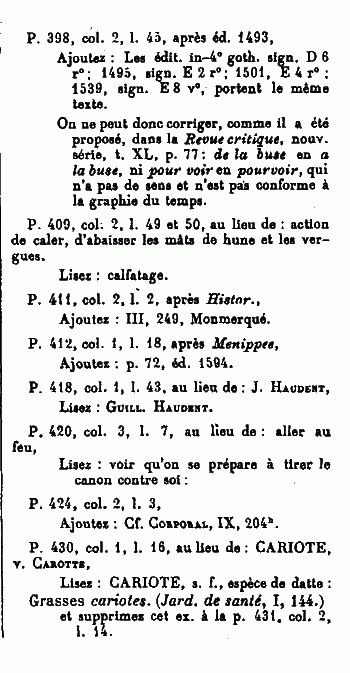 P. 398, col. 2, l. 45, après éd. 1493,
Ajoutez : Les édit. in-4° goth. sign. D 6
r°; 1495, sign. E 2 r°; 1501, E 4 r° ;
1539, sign. E 8 v°, portent le même
texte.
On ne peut donc corriger, comme il a été
proposé, dans la Revue critique, nouv.
série, t. XL, p. 77 : de la buse en a
la buse, ni pour voir en pourvoir, qui
n'a pas de sens et n'est pas conforme à
la graphie du temps.
P. 409, col. 2, l. 49 et 50, au lieu de : action
de caler, d'abaisser les mâts de hune et les ver-
gues.
Lisez : calfatage.
P. 411, col. 2, l. 2, après Histor.,
Ajoutez : III, 249, Monmerqué.
P. 412, col. 1, l. 18, après Menippee,
Ajoutez : p. 72, éd. 1594.
P. 418, col. 1, l. 43, au lieu de : J. HAUDENT,
Lisez : GUILL. HAUDENT.
P. 420, col. 3, l. 7, au lieu de : aller au
feu,
Lisez : voir qu'on se prépare à tirer le
canon contre soi :
P. 424, col. 2, l. 3,
Ajoutez : Cf. CORPORAL, IX, 204ᵇ.
P. 430, col. 1, l. 16, au lieu de : CARIOTE,
v. CAROTTE,
Lisez : CARIOTE, s. f., espèce de datte :
Grasses cariotes. (Jard. de santé, I, 144.)
et supprimez cet ex. à la p. 431, col. 2,
l. 14.